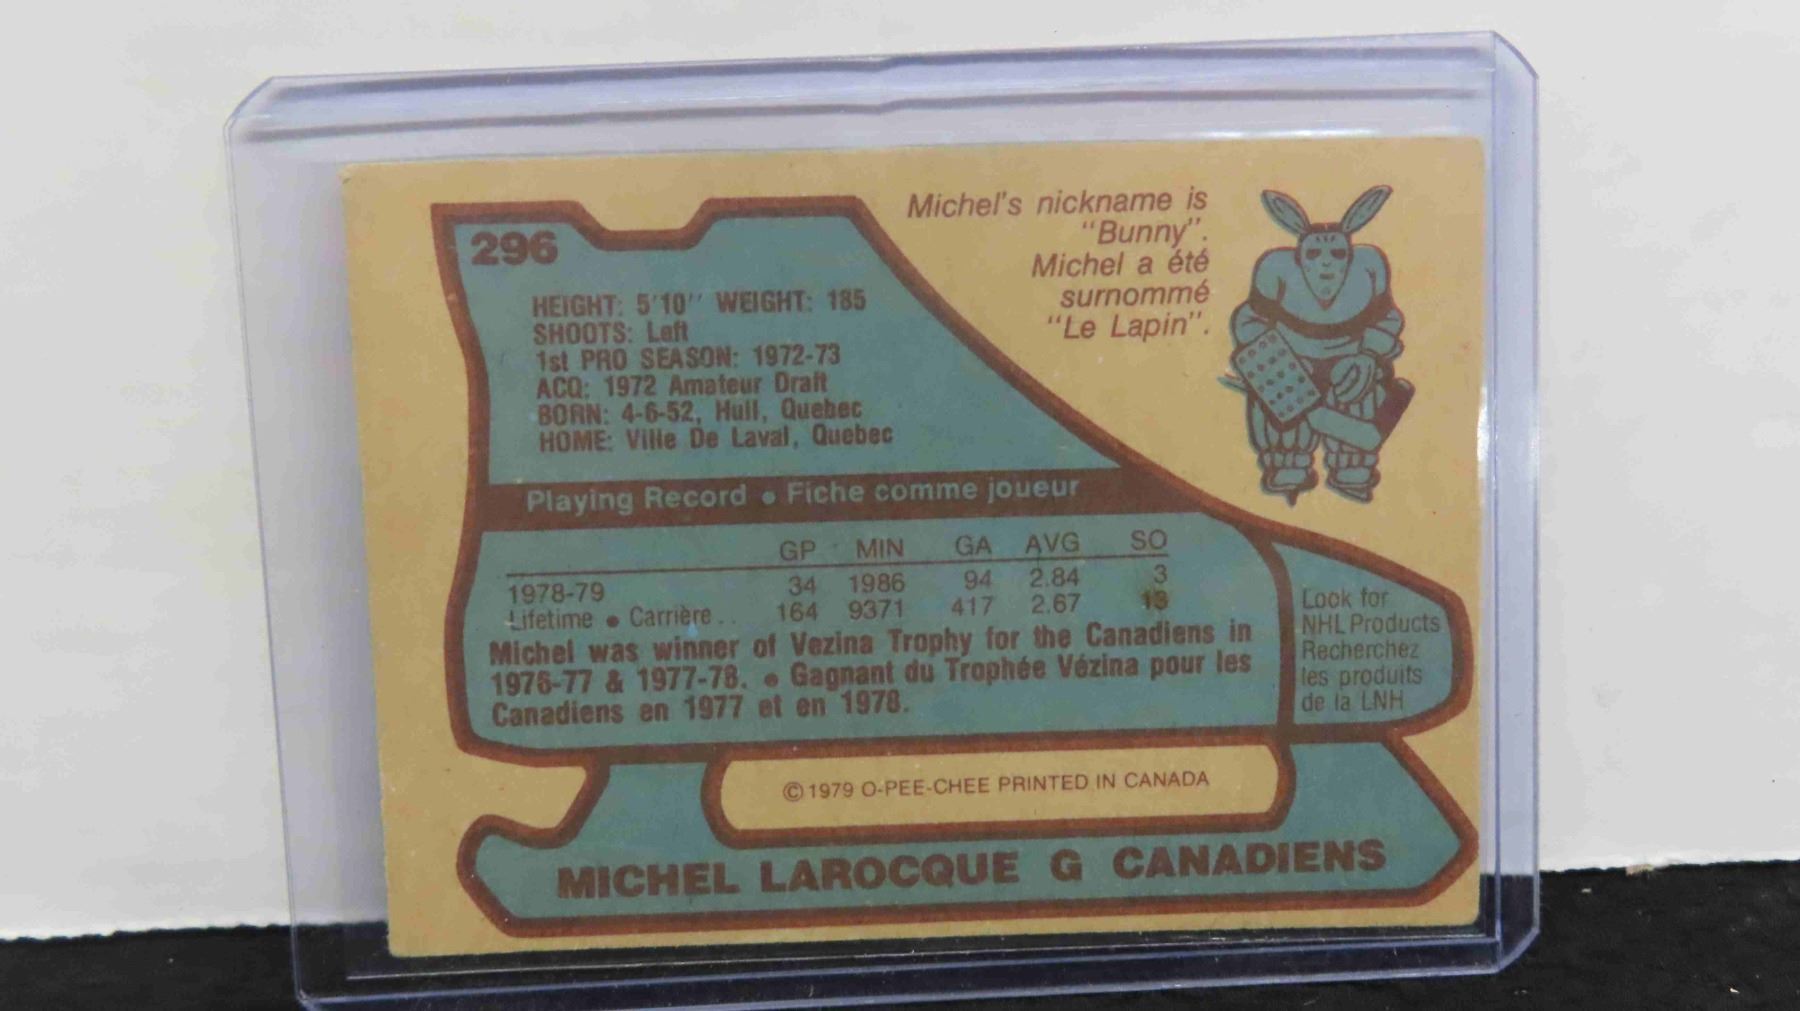 296
Michel's nickname is
"Bunny".
Michel a été
surnommé
"Le Lapin".
HEIGHT: 5'10" WEIGHT: 185
SHOOTS: Left
1st PRO SEASON: 1972-73
ACQ: 1972 Amateur Draft
BORN: 4-6-52, Hull, Quebec
HOME: Ville De Laval, Quebec
Playing Record • Fiche comme joueur
GP MIN GA AVG SO
1978-79 34 1986 94 2.84 3
Lifetime • Carrière .. 164 9371 417 2.67 13
Michel was winner of Vezina Trophy for the Canadiens in
1976-77 & 1977-78. • Gagnant du Trophée Vézina pour les
Canadiens en 1977 et en 1978.
Look for
NHL Products
Recherchez
les produits
de la LNH
© 1979 O-PEE-CHEE PRINTED IN CANADA
MICHEL LAROCQUE G CANADIENS